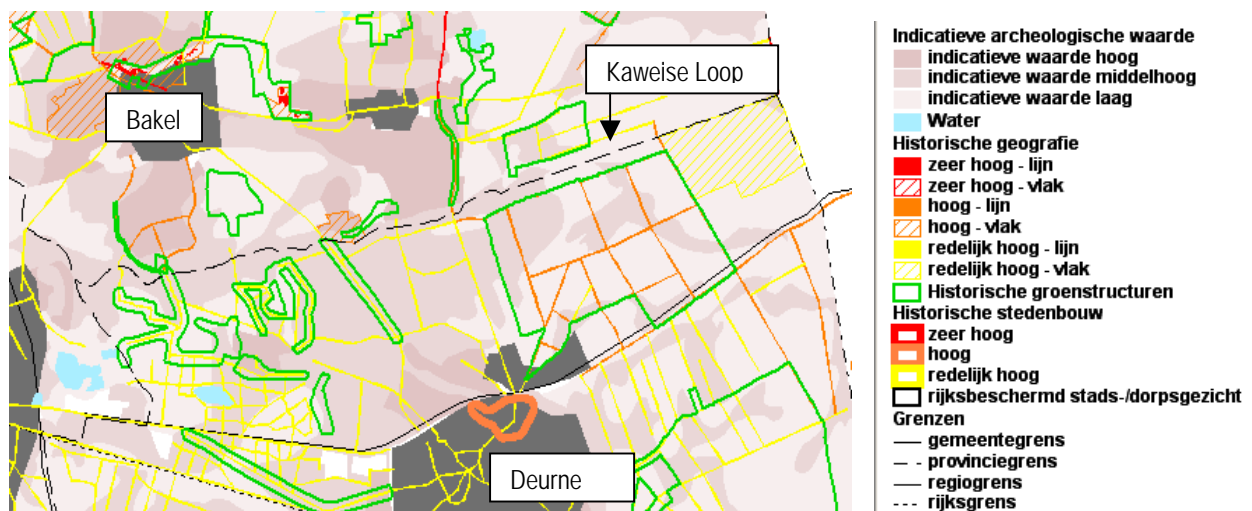 Kaweise Loop
Bakel
Deurne
Indicatieve archeologische waarde
indicatieve waarde hoog
indicatieve waarde middelhoog
indicatieve waarde laag
Water
Historische geografie
zeer hoog - lijn
zeer hoog - vlak
hoog - lijn
hoog - vlak
redelijk hoog - lijn
redelijk hoog - vlak
Historische groenstructuren
Historische stedenbouw
zeer hoog
hoog
redelijk hoog
rijksbeschermd stads-/dorpsgezicht
Grenzen
gemeentegrens
provinciegrens
regiogrens
rijksgrens